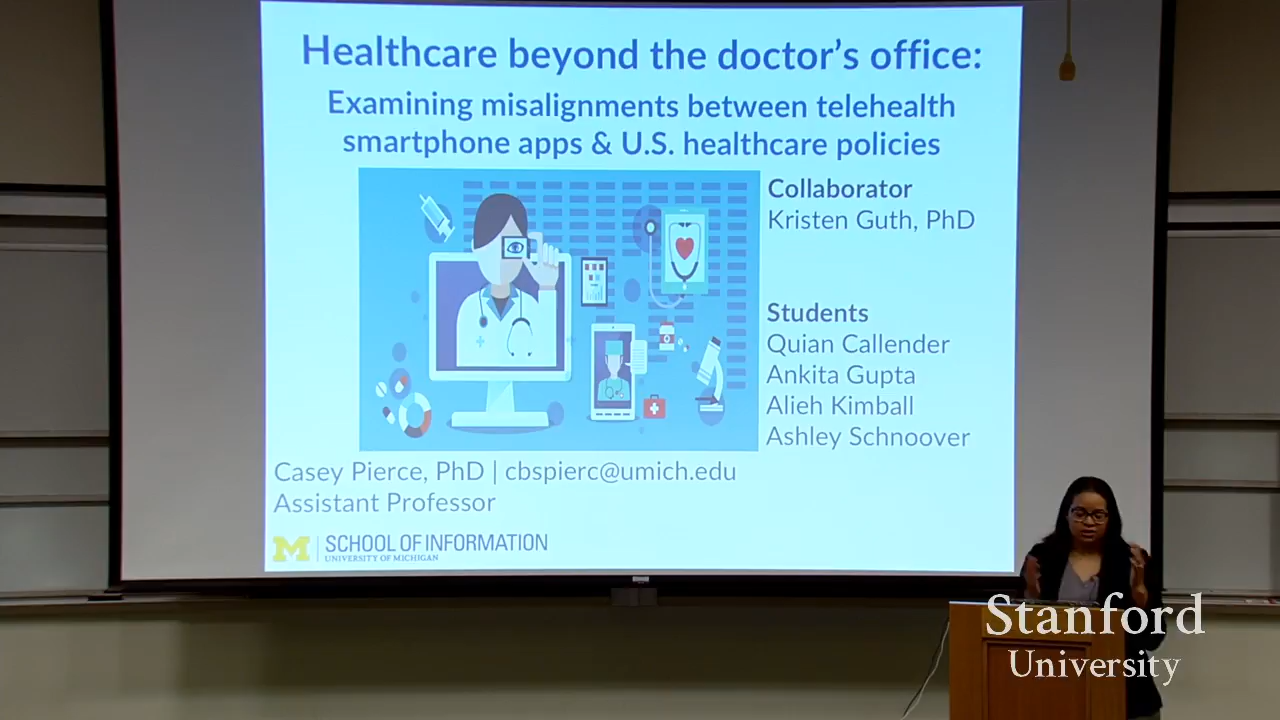 Healthcare beyond the doctor's office:
Examining misalignments between telehealth
smartphone apps & U.S. healthcare policies
Collaborator
Kristen Guth, PhD
Students
Quian Callender
Ankita Gupta
Alieh Kimball
Ashley Schnoover
Casey Pierce, PhD | cbspierc@umich.edu
Assistant Professor
M | SCHOOL OF INFORMATION
UNIVERSITY OF MICHIGAN
Stanford
University